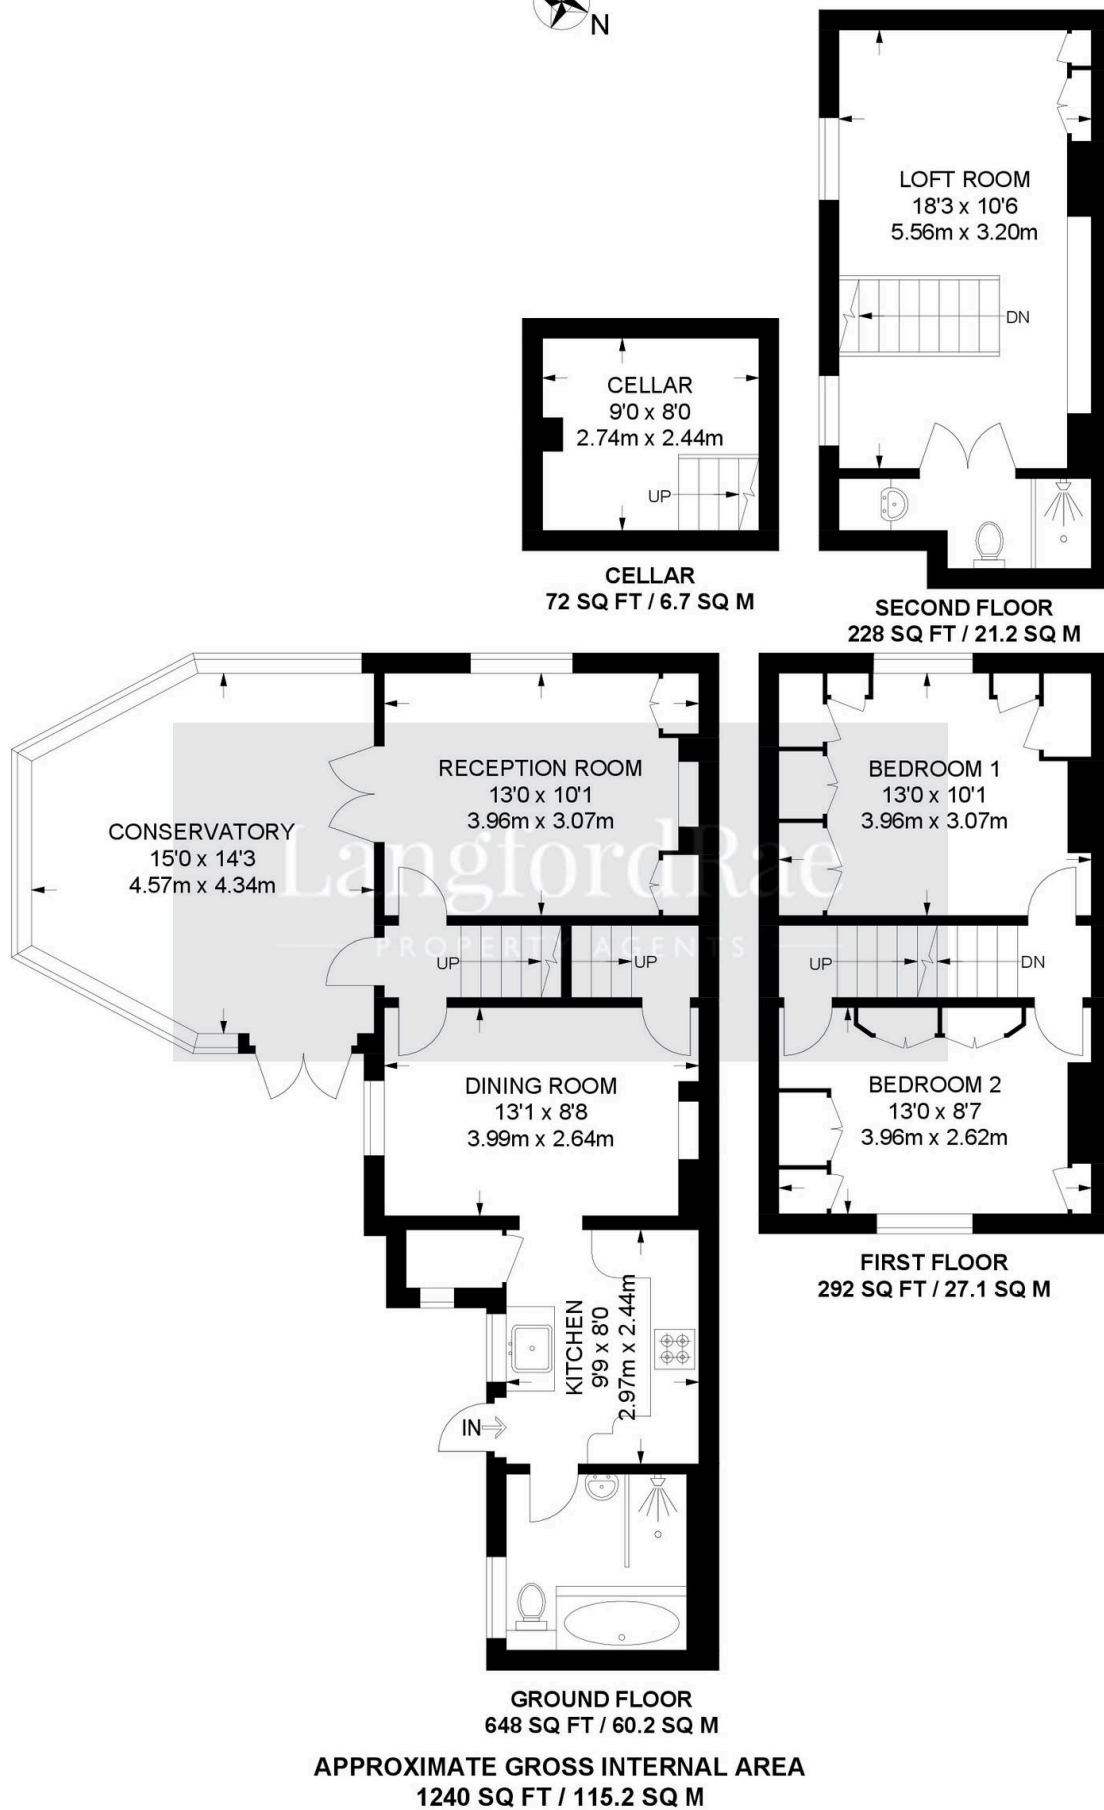 N
LOFT ROOM
18'3 x 10'6
5.56m x 3.20m
DN
CELLAR
9'0 x 8'0
2.74m x 2.44m
UP
CELLAR
72 SQ FT / 6.7 SQ M
SECOND FLOOR
228 SQ FT / 21.2 SQ M
RECEPTION ROOM
13'0 x 10'1
3.96m x 3.07m
BEDROOM 1
13'0 x 10'1
3.96m x 3.07m
CONSERVATORY
15'0 x 14'3
4.57m x 4.34m
LangfordRae
PROPERTY AGENTS
UP
UP
UP
DN
DINING ROOM
13'1 x 8'8
3.99m x 2.64m
BEDROOM 2
13'0 x 8'7
3.96m x 2.62m
FIRST FLOOR
292 SQ FT / 27.1 SQ M
KITCHEN
9'9 x 8'0
2.97m x 2.44m
IN
GROUND FLOOR
648 SQ FT / 60.2 SQ M
APPROXIMATE GROSS INTERNAL AREA
1240 SQ FT / 115.2 SQ M